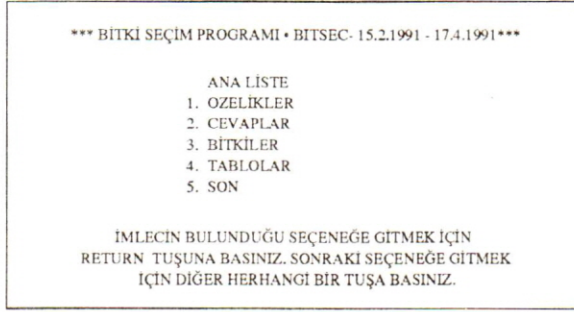 *** BİTKİ SEÇİM PROGRAMI • BITSEC- 15.2.1991 - 17.4.1991***
ANA LİSTE
1. OZELİKLER
2. CEVAPLAR
3. BİTKİLER
4. TABLOLAR
5. SON
İMLECİN BULUNDUĞU SEÇENEĞE GİTMEK İÇİN
RETURN TUŞUNA BASINIZ. SONRAKİ SEÇENEĞE GİTMEK
İÇİN DİĞER HERHANGİ BİR TUŞA BASINIZ.